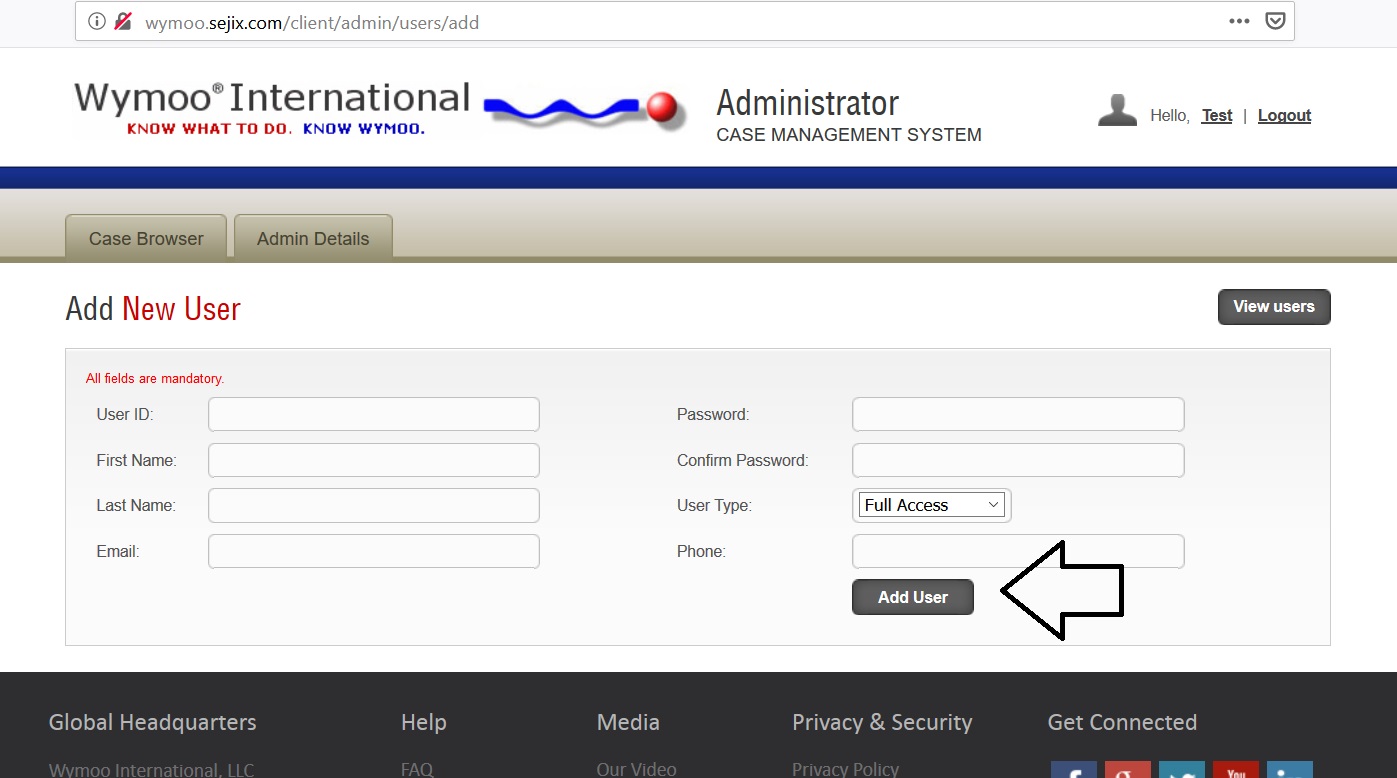 wymoo.sejix.com/client/admin/users/add
Wymoo® International
KNOW WHAT TO DO. KNOW WYMOO.
Administrator
CASE MANAGEMENT SYSTEM
Hello, Test | Logout
Case Browser
Admin Details
Add New User
View users
All fields are mandatory.
User ID:
Password:
First Name:
Confirm Password:
Last Name:
User Type:
Full Access
Email:
Phone:
Add User
Global Headquarters
Help
Media
Privacy & Security
Get Connected
Wymoo International, LLC
FAQ
Our Video
Privacy Policy
You